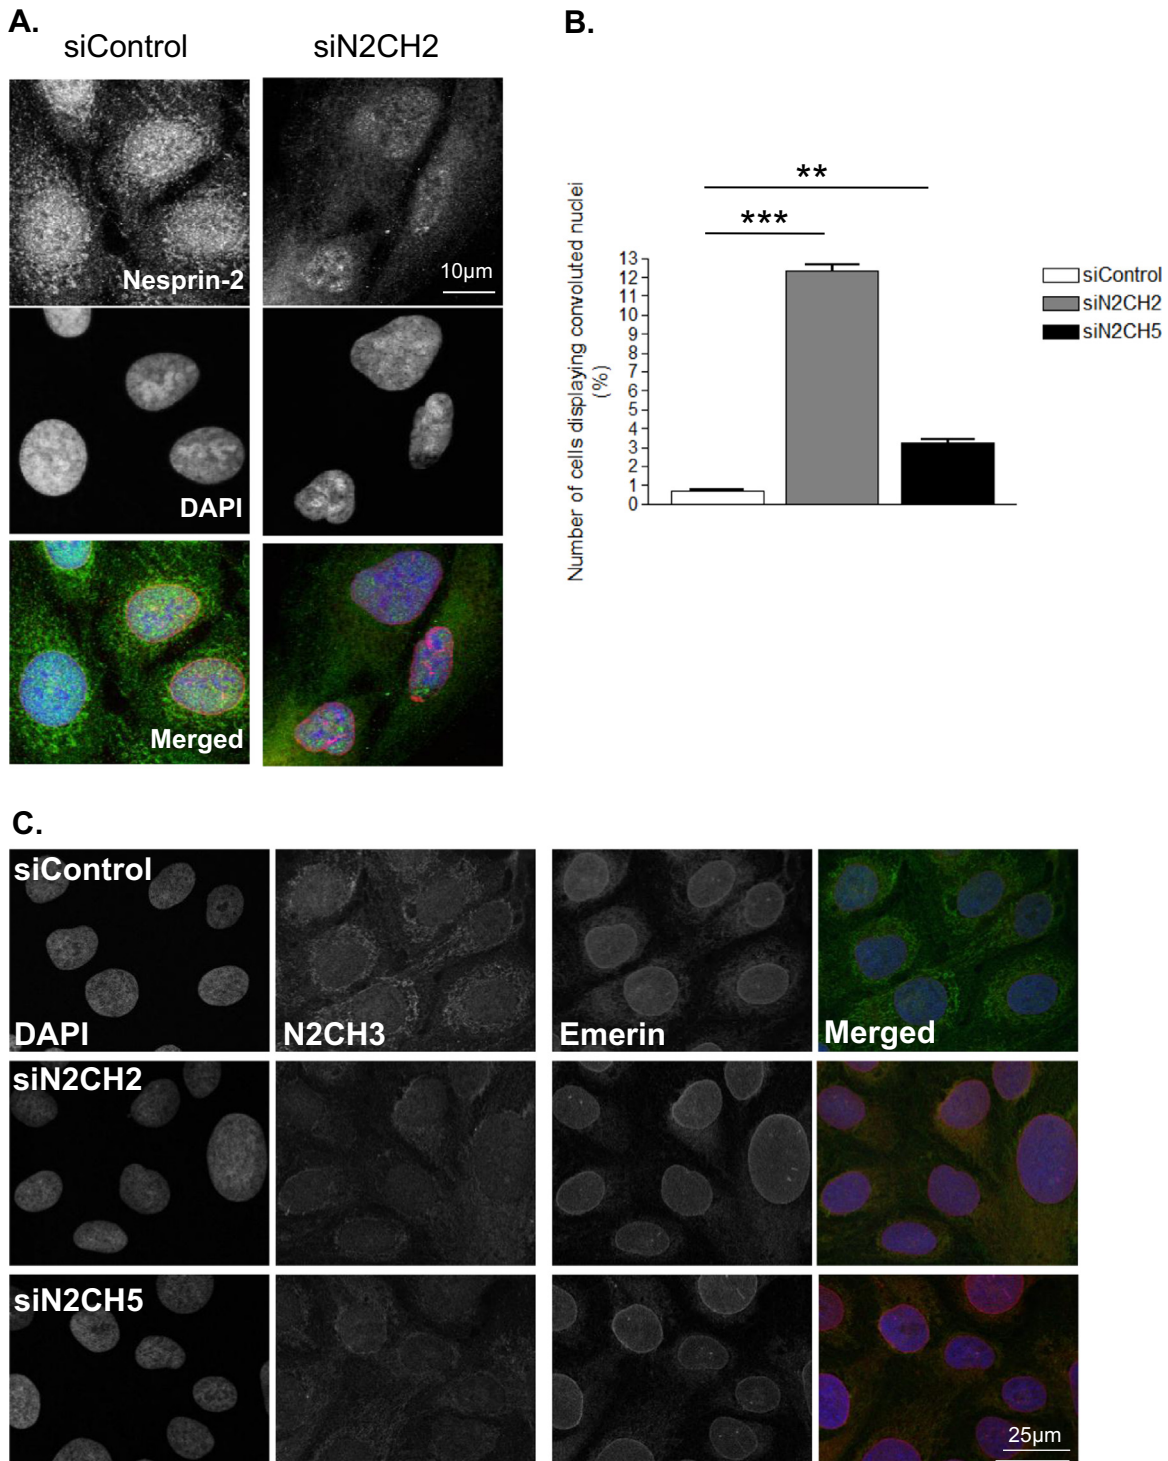 A.
siControl
siN2CH2
Nesprin-2
10µm
DAPI
Merged
B.
**
***
Number of cells displaying convoluted nuclei
(%)
13
12
11
10
9
8
7
6
5
4
3
2
1
0
siControl
siN2CH2
siN2CH5
C.
siControl
DAPI
N2CH3
Emerin
Merged
siN2CH2
siN2CH5
25µm